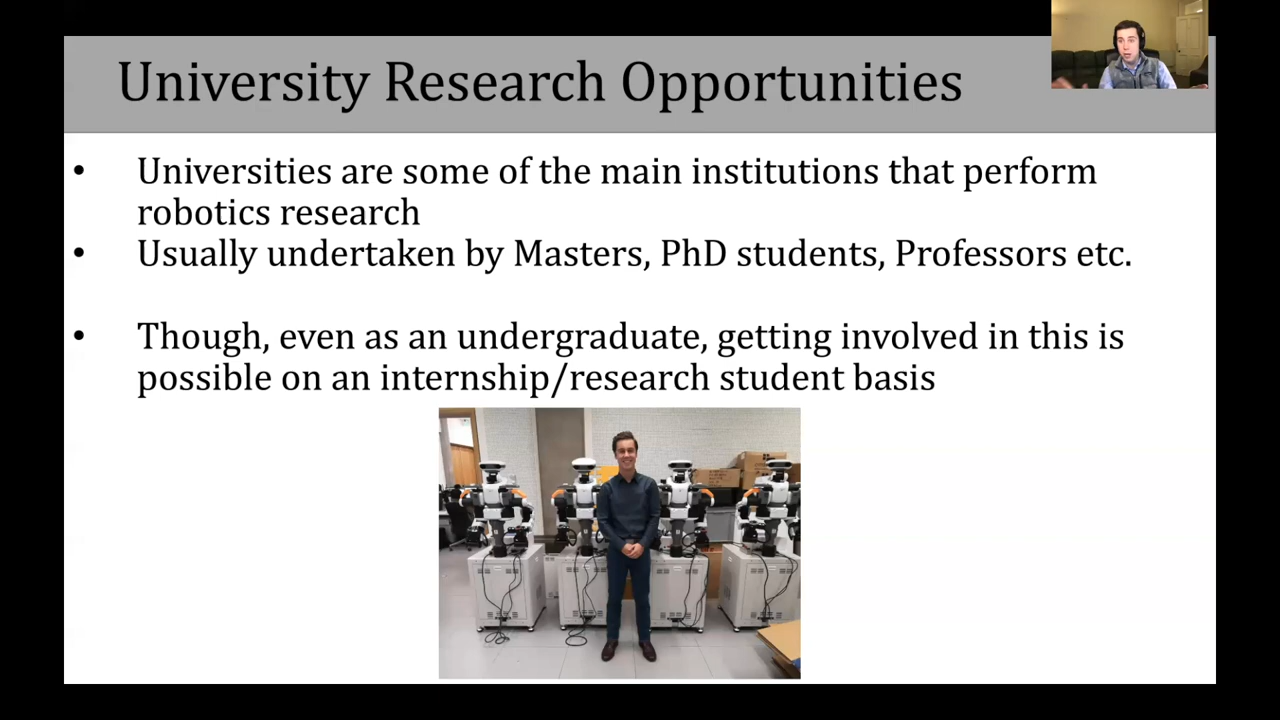 University Research Opportunities
• Universities are some of the main institutions that perform
robotics research
• Usually undertaken by Masters, PhD students, Professors etc.
• Though, even as an undergraduate, getting involved in this is
possible on an internship/research student basis